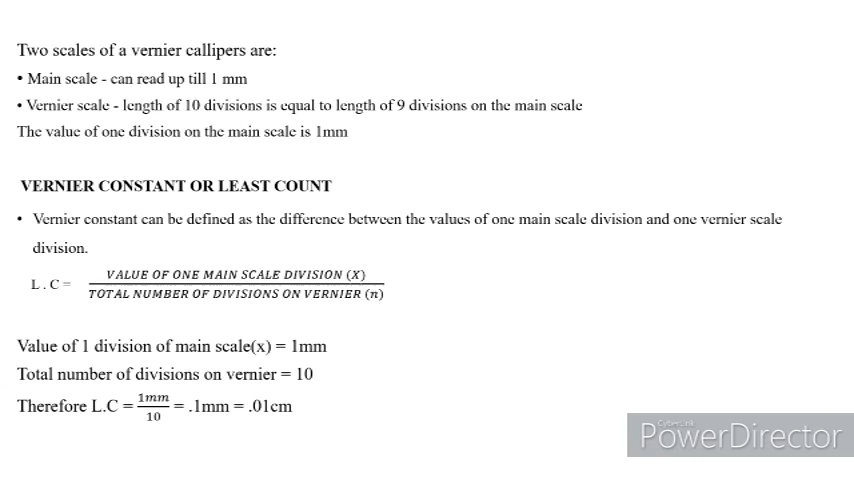 Two scales of a vernier callipers are:
• Main scale - can read up till 1 mm
• Vernier scale - length of 10 divisions is equal to length of 9 divisions on the main scale
The value of one division on the main scale is 1mm
VERNIER CONSTANT OR LEAST COUNT
• Vernier constant can be defined as the difference between the values of one main scale division and one vernier scale
division.
L . C = VALUE OF ONE MAIN SCALE DIVISION (X) / TOTAL NUMBER OF DIVISIONS ON VERNIER (n)
Value of 1 division of main scale(x) = 1mm
Total number of divisions on vernier = 10
Therefore L.C = 1mm / 10 = .1mm = .01cm
CyberLink
PowerDirector